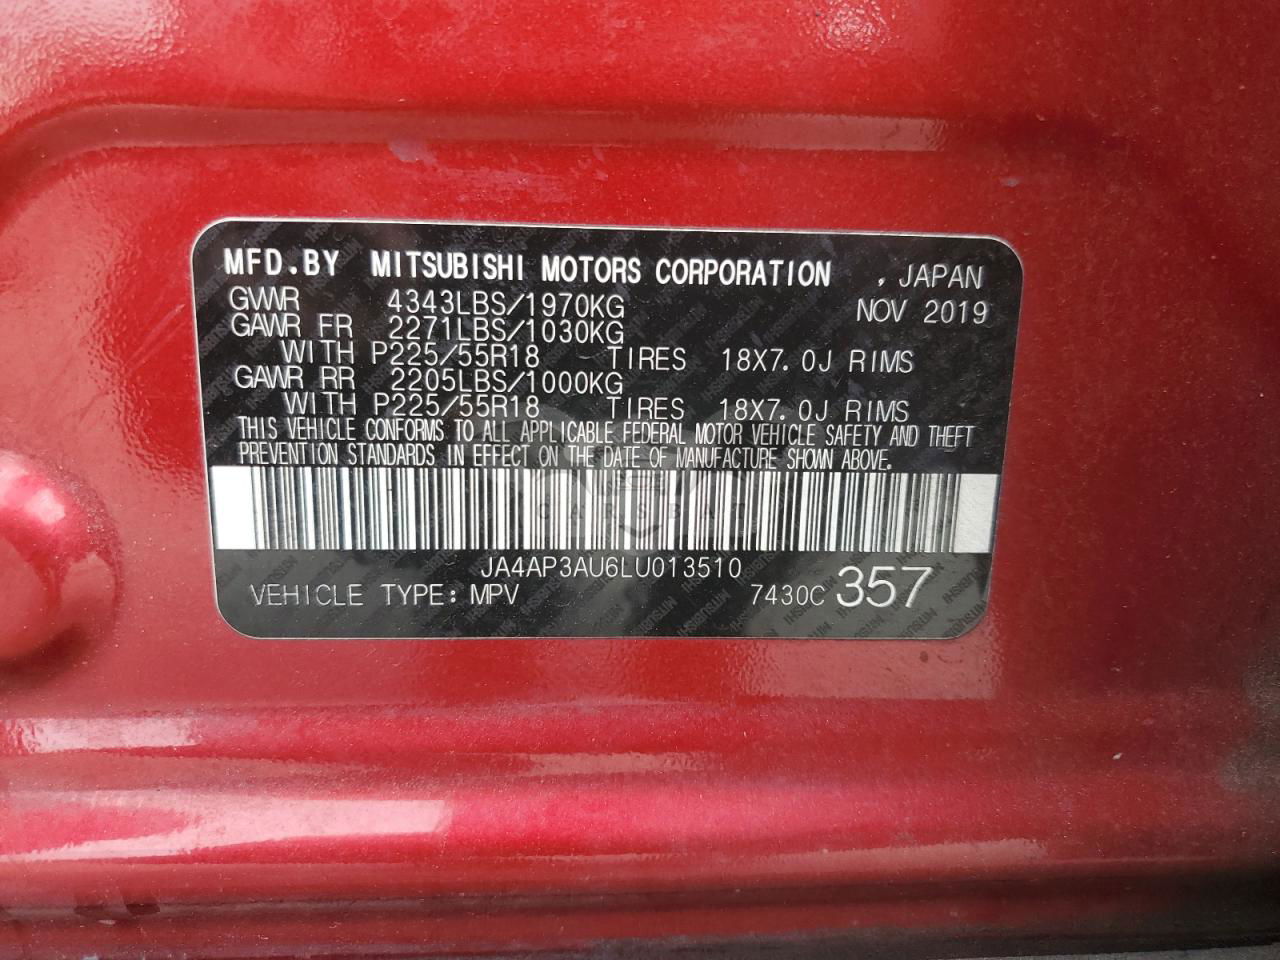 MFD.BY MITSUBISHI MOTORS CORPORATION , JAPAN
GVWR 4343LBS/1970KG NOV 2019
GAWR FR 2271LBS/1030KG
WITH P225/55R18 TIRES 18X7.0J RIMS
GAWR RR 2205LBS/1000KG
WITH P225/55R18 TIRES 18X7.0J RIMS
THIS VEHICLE CONFORMS TO ALL APPLICABLE FEDERAL MOTOR VEHICLE SAFETY AND THEFT
PREVENTION STANDARDS IN EFFECT ON THE DATE OF MANUFACTURE SHOWN ABOVE.
JA4AP3AU6LU013510
VEHICLE TYPE: MPV 7430C 357